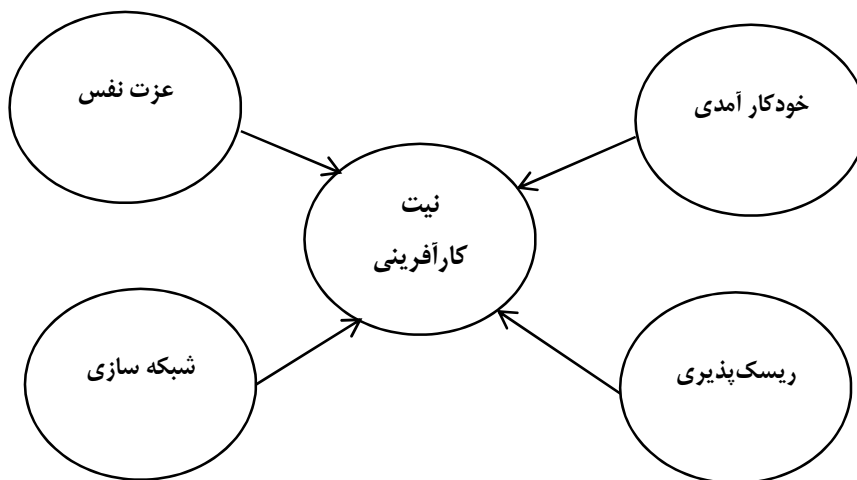 خودکار آمدی
عزت نفس
نیت
کارآفرینی
ریسک‌پذیری
شبکه سازی